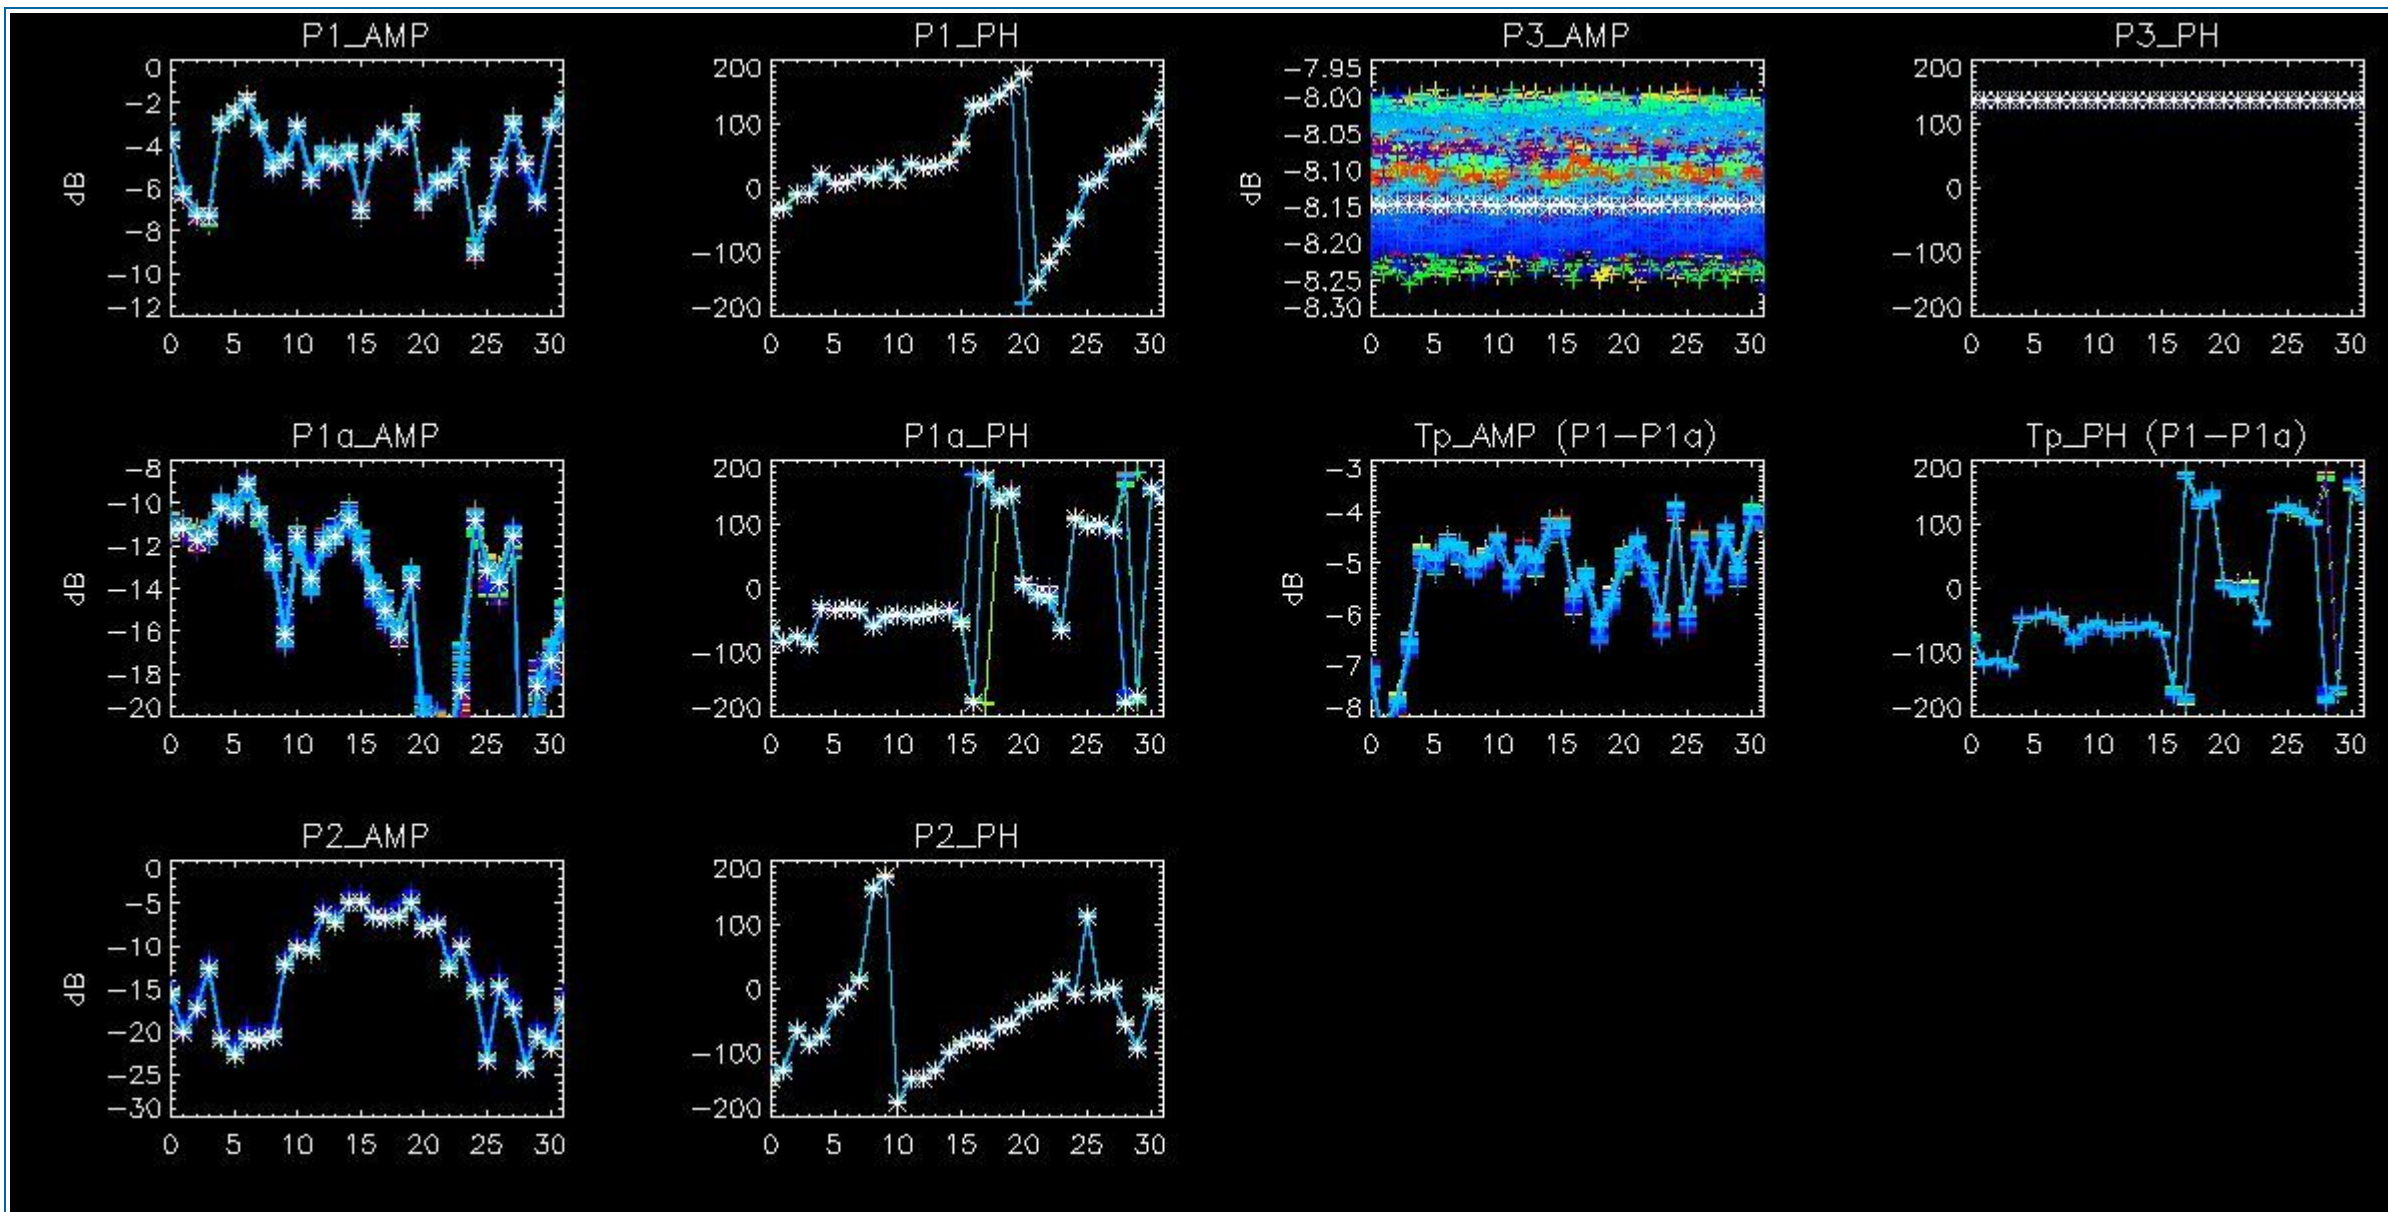 P1_AMP P1_PH P3_AMP P3_PH
0 200 −7.95 200
−2 100 −8.00 100
−4 0 −8.05 0
−6 −100 −8.10 −100
−8 −200 −8.15 −200
−10 −8.20
−12 −8.25
−8.30
dB dB
0 5 10 15 20 25 30 0 5 10 15 20 25 30 0 5 10 15 20 25 30 0 5 10 15 20 25 30
P1a_AMP P1a_PH Tp_AMP (P1−P1a) Tp_PH (P1−P1a)
−8 200 −3 200
−10 100 −4 100
−12 0 −5 0
−14 −100 −6 −100
−16 −200 −7 −200
−18 −8
−20
dB dB
0 5 10 15 20 25 30 0 5 10 15 20 25 30 0 5 10 15 20 25 30 0 5 10 15 20 25 30
P2_AMP P2_PH
0 200
−5 100
−10 0
−15 −100
−20 −200
−25
−30
dB
0 5 10 15 20 25 30 0 5 10 15 20 25 30